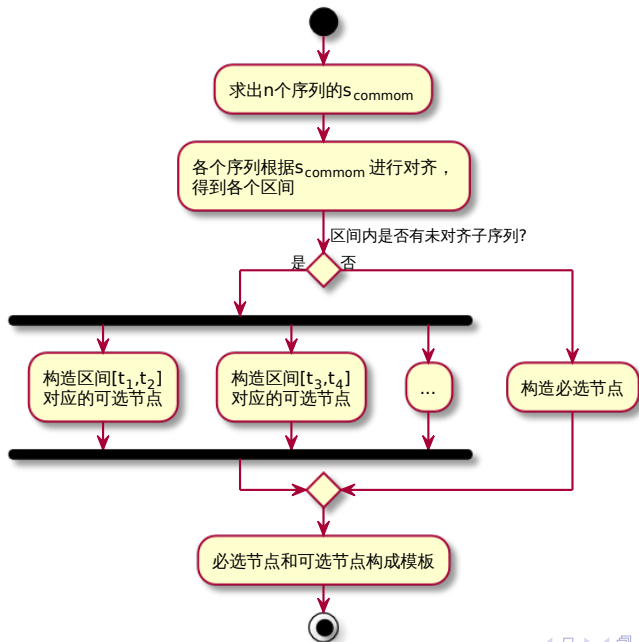 求出n个序列的s_commom
各个序列根据s_commom 进行对齐，
得到各个区间
区间内是否有未对齐子序列?
是
否
构造区间[t_1,t_2]
对应的可选节点
构造区间[t_3,t_4]
对应的可选节点
...
构造必选节点
必选节点和可选节点构成模板